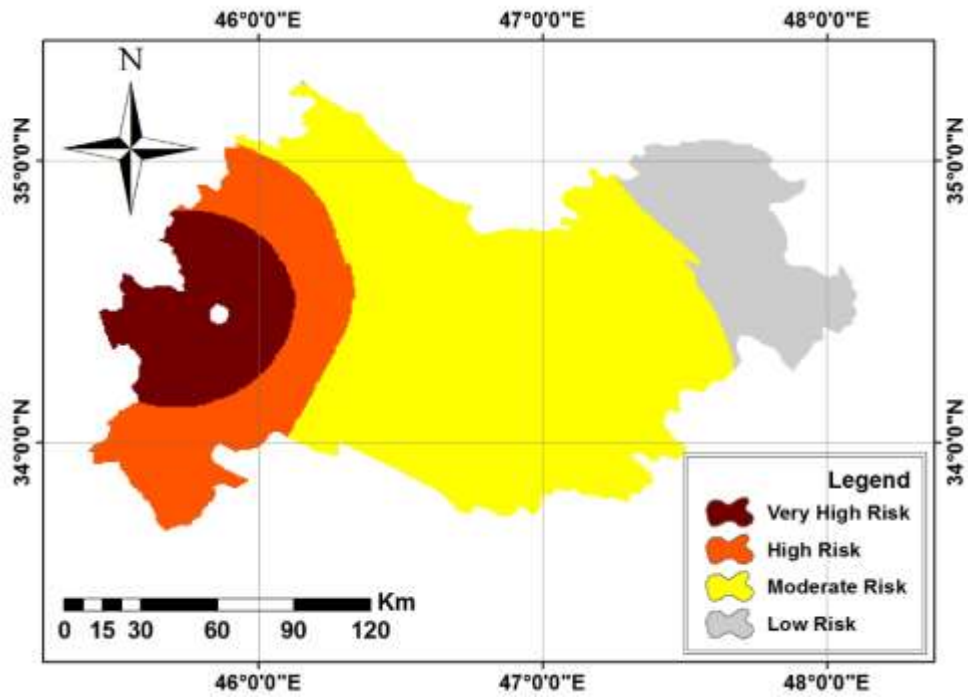 46°0'0"E 47°0'0"E 48°0'0"E
N
35°0'0"N 35°0'0"N
34°0'0"N 34°0'0"N
Legend
Very High Risk
High Risk
Moderate Risk
Low Risk
Km
0 15 30 60 90 120
46°0'0"E 47°0'0"E 48°0'0"E